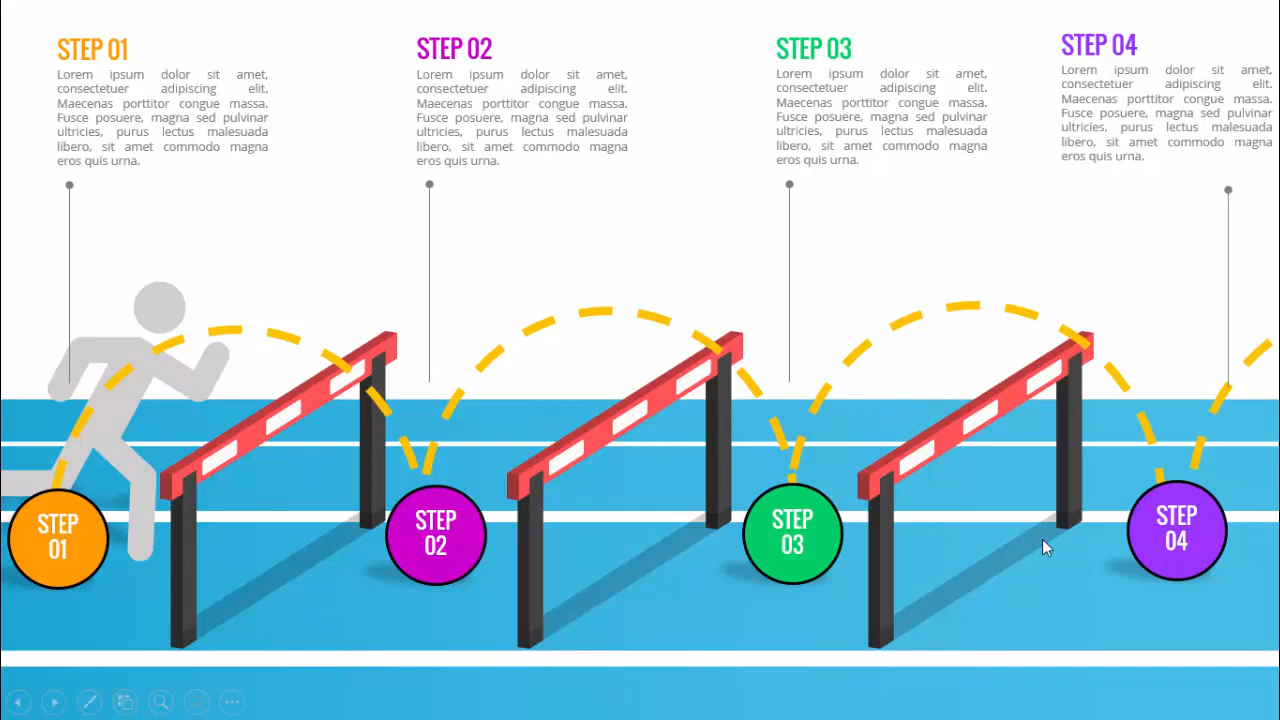 STEP 01
Lorem ipsum dolor sit amet,
consectetuer adipiscing elit.
Maecenas porttitor congue massa.
Fusce posuere, magna sed pulvinar
ultricies, purus lectus malesuada
libero, sit amet commodo magna
eros quis urna.
STEP 02
Lorem ipsum dolor sit amet,
consectetuer adipiscing elit.
Maecenas porttitor congue massa.
Fusce posuere, magna sed pulvinar
ultricies, purus lectus malesuada
libero, sit amet commodo magna
eros quis urna.
STEP 03
Lorem ipsum dolor sit amet,
consectetuer adipiscing elit.
Maecenas porttitor congue massa.
Fusce posuere, magna sed pulvinar
ultricies, purus lectus malesuada
libero, sit amet commodo magna
eros quis urna.
STEP 04
Lorem ipsum dolor sit amet,
consectetuer adipiscing elit.
Maecenas porttitor congue massa.
Fusce posuere, magna sed pulvinar
ultricies, purus lectus malesuada
libero, sit amet commodo magna
eros quis urna.
STEP
01
STEP
02
STEP
03
STEP
04